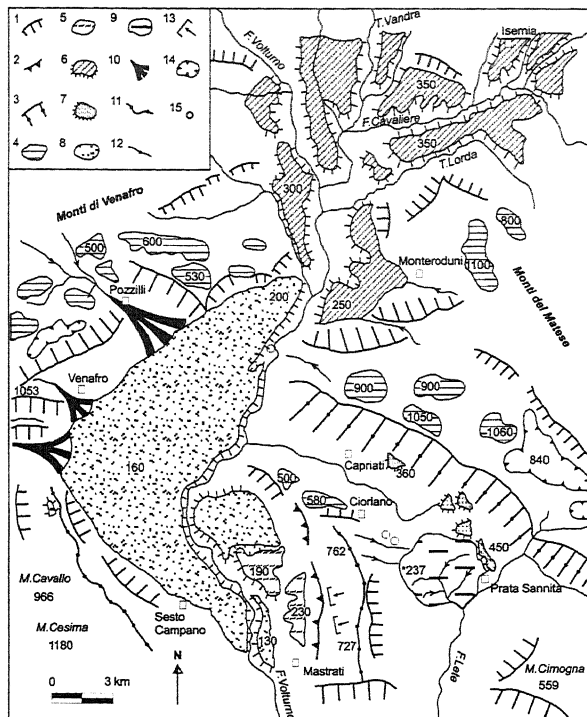 1 5 9 13
2 6 10 14
3 7 11 15
4 8 12
F. Volturno
T. Vandra
Isernia
350
F. Cavaliere
350
T. Lorda
300
Monti di Venafro
500
600
530
Pozzilli
200
250
Monteroduni
800
1100
Monti del Matese
Venafro
1053
160
900
900
1050
1060
840
Capriati
360
500
580
Ciorlano
762
450
237
Prata Sannita
190
230
M. Cavallo
966
M. Cesima
1180
Sesto
Campano
130
727
Mastrati
F. Volturno
F. Lete
M. Cimogna
559
N
0 3 km